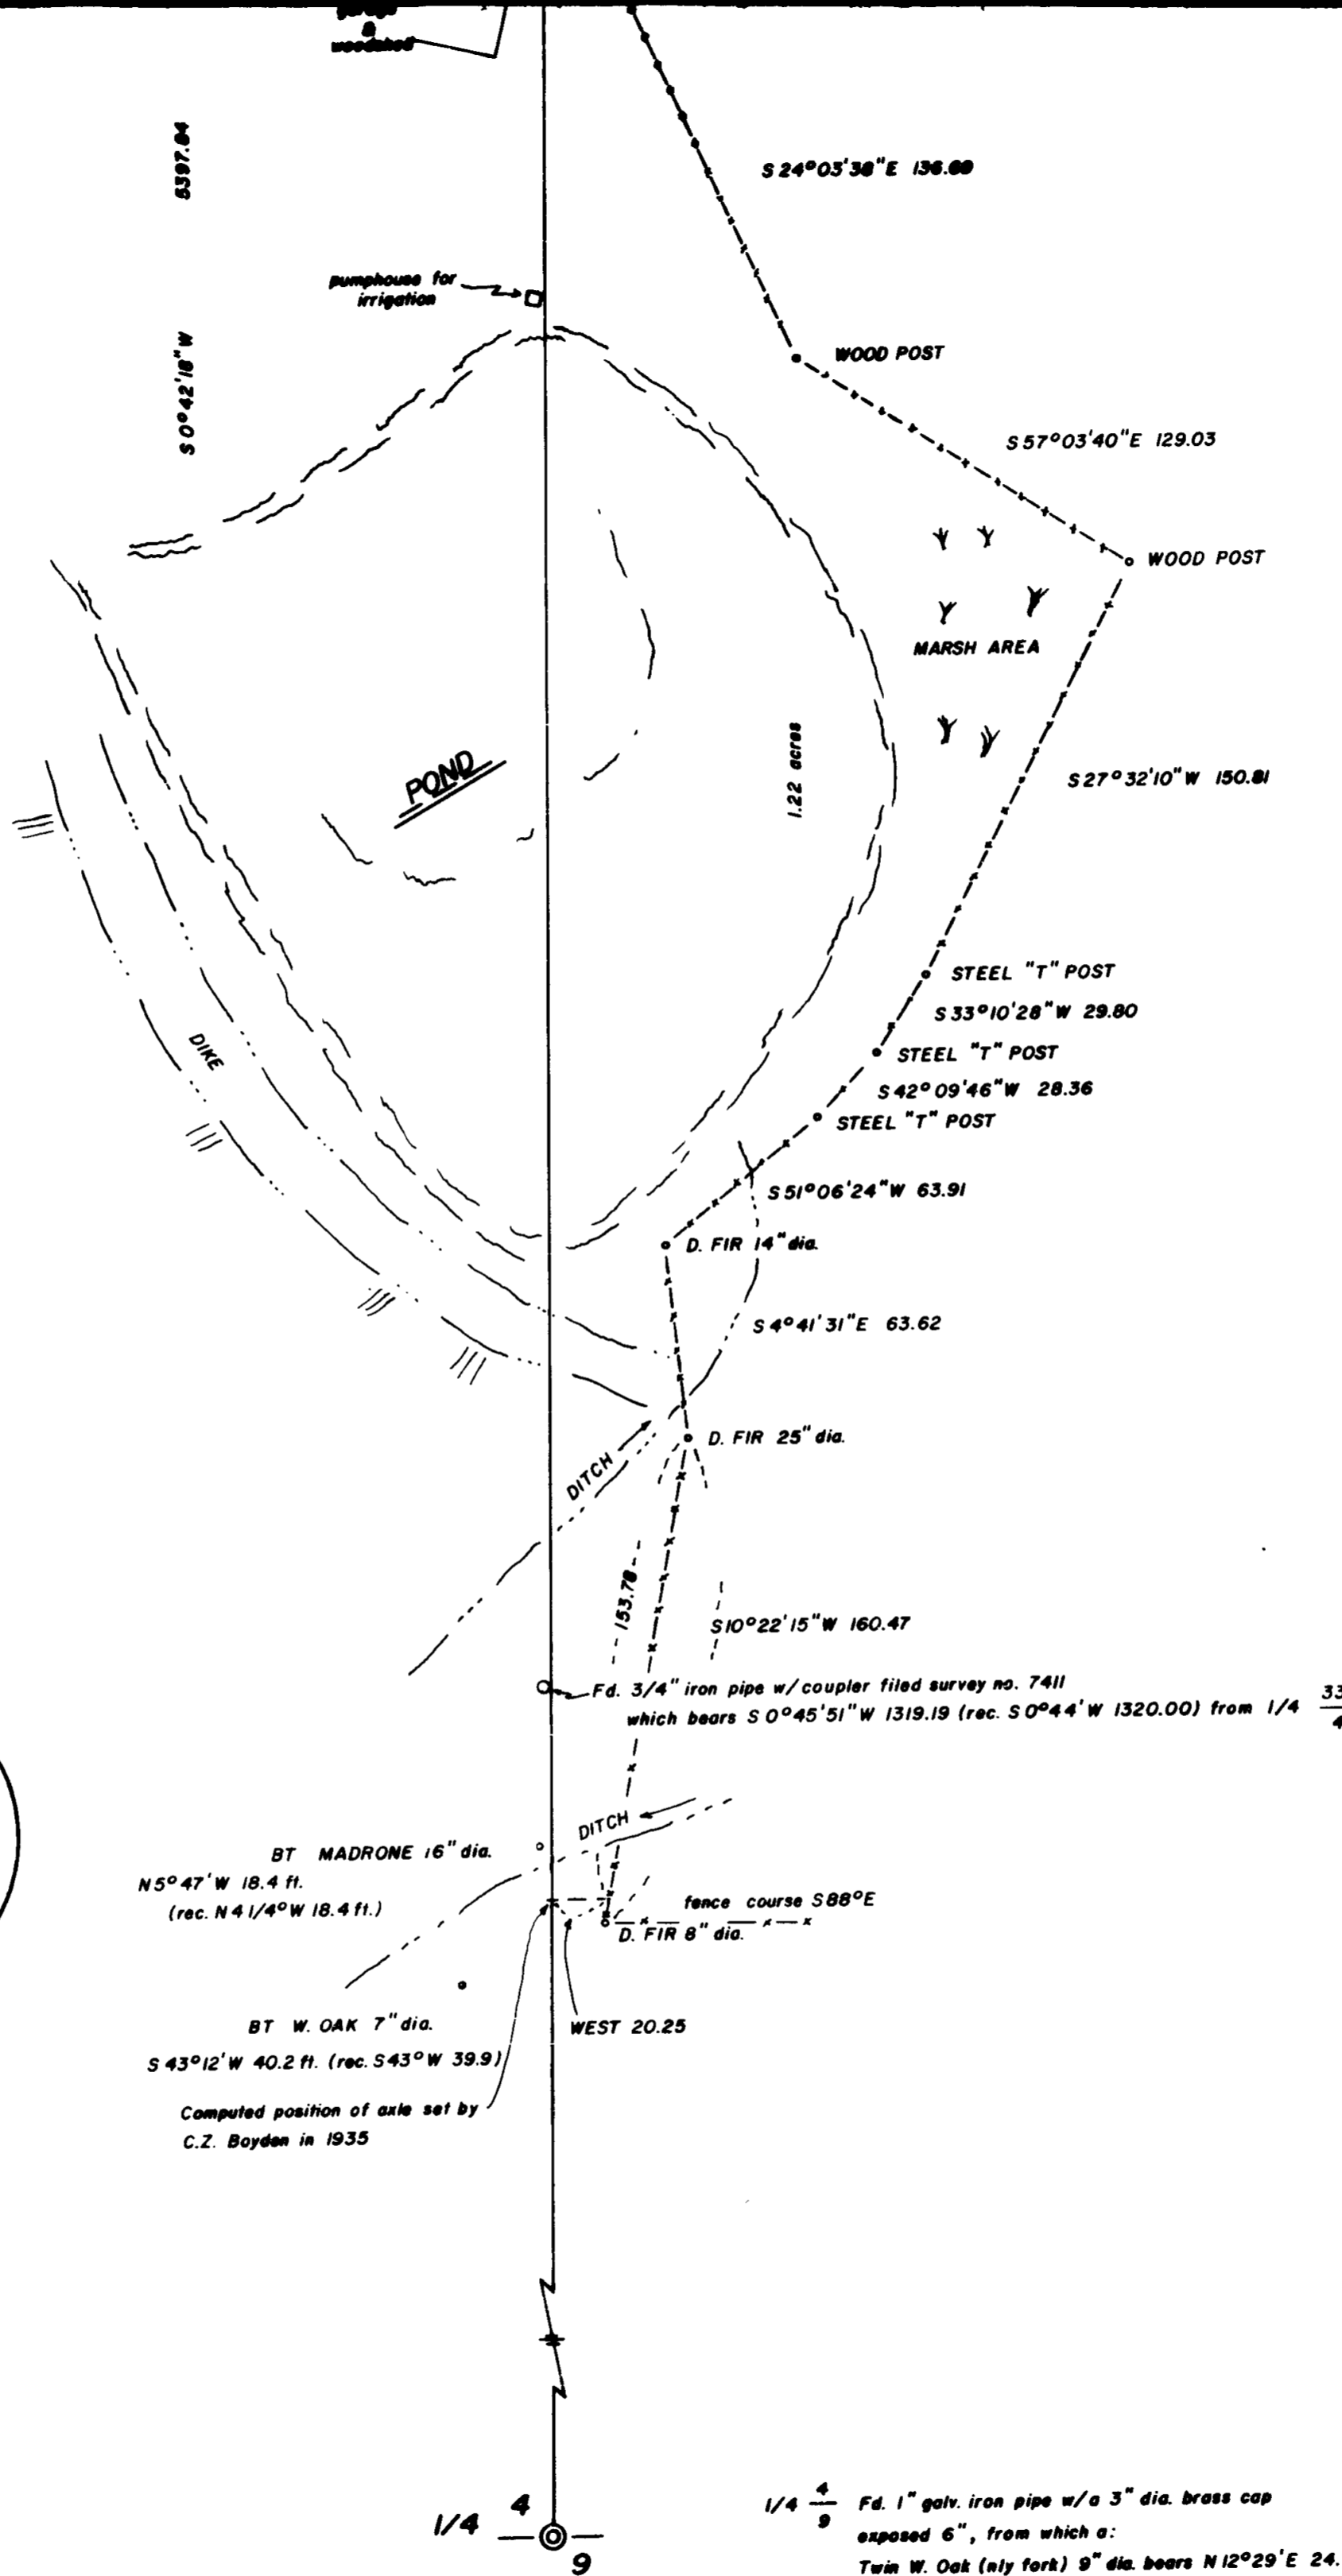 garage
&
woodshed
5397.84
S 0°42'18"W
S 24°03'38"E 136.69
pumphouse for
irrigation
WOOD POST
S 57°03'40"E 129.03
WOOD POST
MARSH AREA
1.22 acres
POND
S 27°32'10"W 150.81
STEEL "T" POST
S 33°10'28"W 29.80
DIKE
STEEL "T" POST
S 42°09'46"W 28.36
STEEL "T" POST
S 51°06'24"W 63.91
D. FIR 14" dia.
S 4°41'31"E 63.62
D. FIR 25" dia.
DITCH
153.78
S 10°22'15"W 160.47
Fd. 3/4" iron pipe w/ coupler filed survey no. 7411
which bears S 0°45'51"W 1319.19 (rec. S 0°44'W 1320.00) from 1/4 33
4
DITCH
BT MADRONE 16" dia.
N 5°47'W 18.4 ft.
(rec. N 4 1/4°W 18.4 ft.)
fence course S 88°E
D. FIR 8" dia.
BT W. OAK 7" dia.
WEST 20.25
S 43°12'W 40.2 ft. (rec. S 43°W 39.9)
Computed position of axle set by
C.Z. Boyden in 1935
1/4 4
9
1/4 4
9
Fd. 1" galv. iron pipe w/a 3" dia. brass cap
exposed 6", from which a:
Twin W. Oak (nly fork) 9" dia. bears N 12°29'E 24.